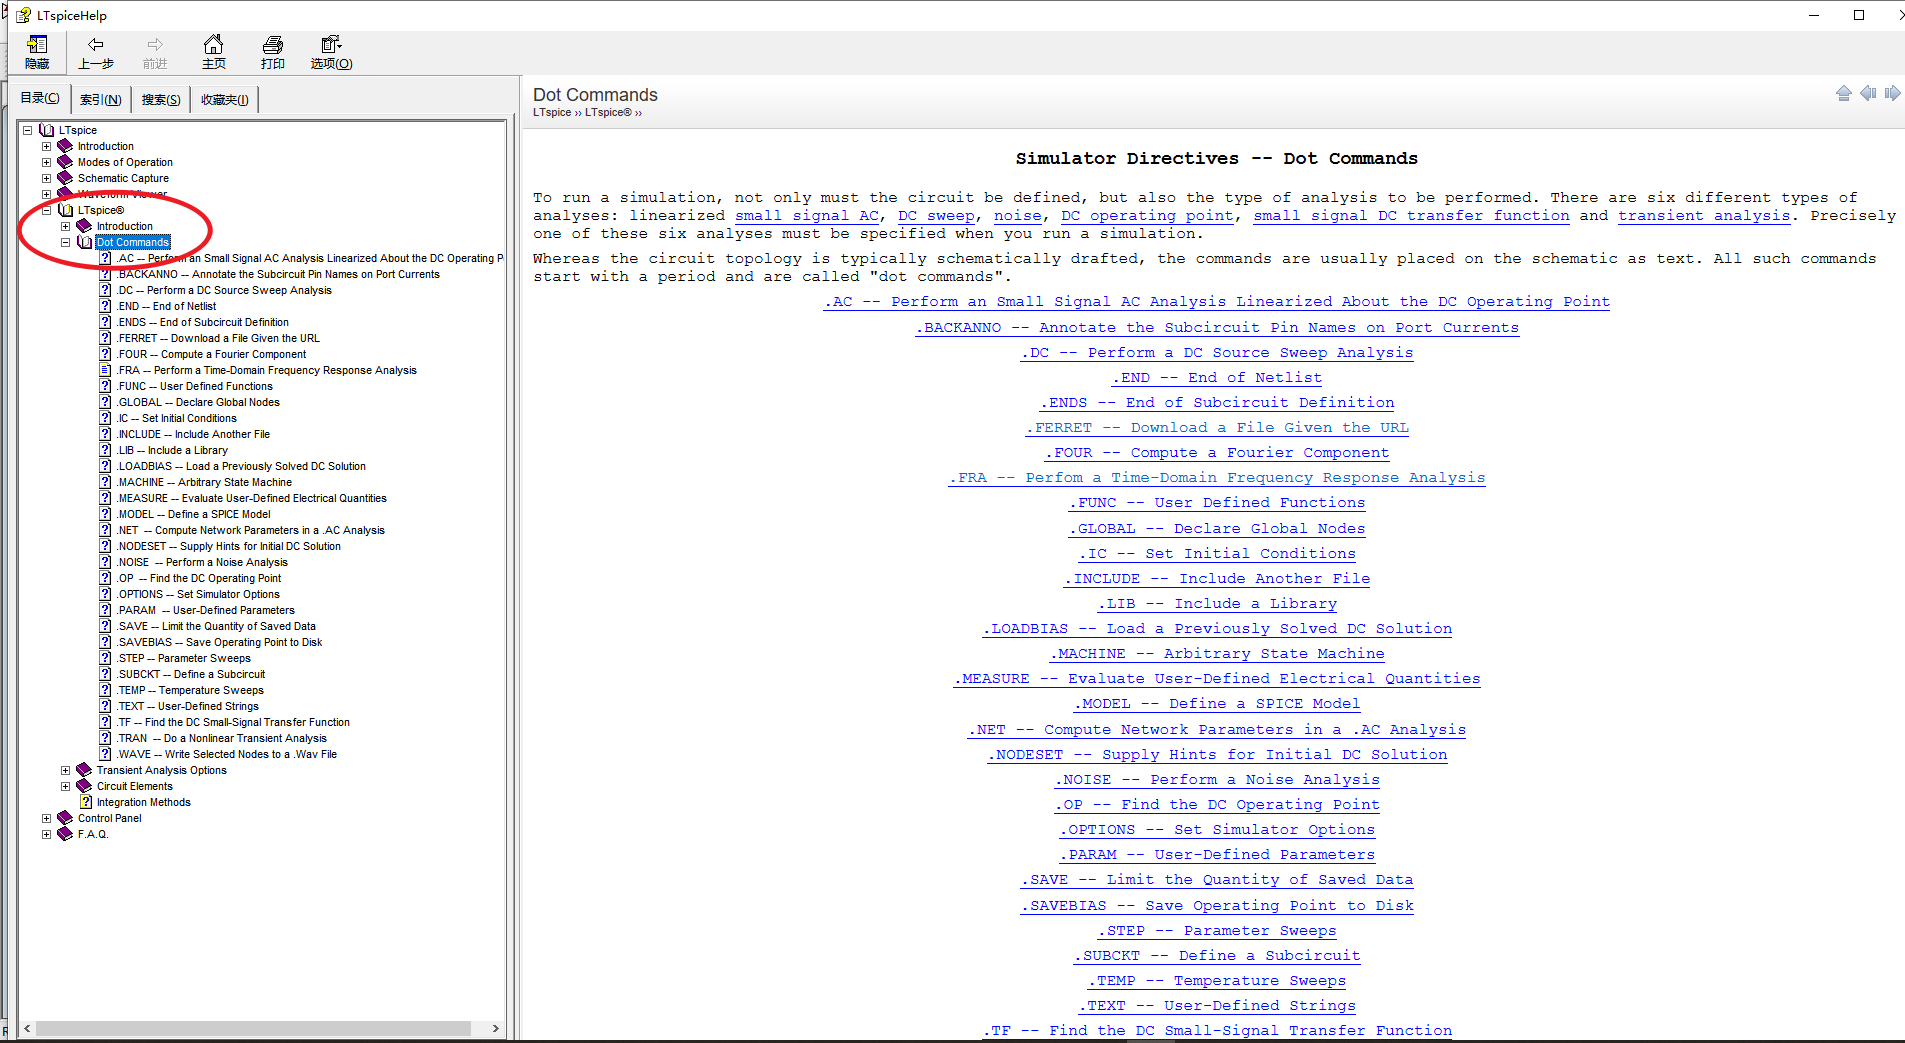 LTspiceHelp
隐藏 上一步 前进 主页 打印 选项(O)
目录(C) 索引(N) 搜索(S) 收藏夹(I)
LTspice
Introduction
Modes of Operation
Schematic Capture
Waveform Viewer
LTspice®
Introduction
Dot Commands
.AC -- Perform an Small Signal AC Analysis Linearized About the DC Operating P
.BACKANNO -- Annotate the Subcircuit Pin Names on Port Currents
.DC -- Perform a DC Source Sweep Analysis
.END -- End of Netlist
.ENDS -- End of Subcircuit Definition
.FERRET -- Download a File Given the URL
.FOUR -- Compute a Fourier Component
.FRA -- Perform a Time-Domain Frequency Response Analysis
.FUNC -- User Defined Functions
.GLOBAL -- Declare Global Nodes
.IC -- Set Initial Conditions
.INCLUDE -- Include Another File
.LIB -- Include a Library
.LOADBIAS -- Load a Previously Solved DC Solution
.MACHINE -- Arbitrary State Machine
.MEASURE -- Evaluate User-Defined Electrical Quantities
.MODEL -- Define a SPICE Model
.NET -- Compute Network Parameters in a .AC Analysis
.NODESET -- Supply Hints for Initial DC Solution
.NOISE -- Perform a Noise Analysis
.OP -- Find the DC Operating Point
.OPTIONS -- Set Simulator Options
.PARAM -- User-Defined Parameters
.SAVE -- Limit the Quantity of Saved Data
.SAVEBIAS -- Save Operating Point to Disk
.STEP -- Parameter Sweeps
.SUBCKT -- Define a Subcircuit
.TEMP -- Temperature Sweeps
.TEXT -- User-Defined Strings
.TF -- Find the DC Small-Signal Transfer Function
.TRAN -- Do a Nonlinear Transient Analysis
.WAVE -- Write Selected Nodes to a .Wav File
Transient Analysis Options
Circuit Elements
Integration Methods
Control Panel
F.A.Q.
Dot Commands
LTspice ›› LTspice® ››
Simulator Directives -- Dot Commands
To run a simulation, not only must the circuit be defined, but also the type of analysis to be performed. There are six different types of
analyses: linearized small signal AC, DC sweep, noise, DC operating point, small signal DC transfer function and transient analysis. Precisely
one of these six analyses must be specified when you run a simulation.
Whereas the circuit topology is typically schematically drafted, the commands are usually placed on the schematic as text. All such commands
start with a period and are called "dot commands".
.AC -- Perform an Small Signal AC Analysis Linearized About the DC Operating Point
.BACKANNO -- Annotate the Subcircuit Pin Names on Port Currents
.DC -- Perform a DC Source Sweep Analysis
.END -- End of Netlist
.ENDS -- End of Subcircuit Definition
.FERRET -- Download a File Given the URL
.FOUR -- Compute a Fourier Component
.FRA -- Perfom a Time-Domain Frequency Response Analysis
.FUNC -- User Defined Functions
.GLOBAL -- Declare Global Nodes
.IC -- Set Initial Conditions
.INCLUDE -- Include Another File
.LIB -- Include a Library
.LOADBIAS -- Load a Previously Solved DC Solution
.MACHINE -- Arbitrary State Machine
.MEASURE -- Evaluate User-Defined Electrical Quantities
.MODEL -- Define a SPICE Model
.NET -- Compute Network Parameters in a .AC Analysis
.NODESET -- Supply Hints for Initial DC Solution
.NOISE -- Perform a Noise Analysis
.OP -- Find the DC Operating Point
.OPTIONS -- Set Simulator Options
.PARAM -- User-Defined Parameters
.SAVE -- Limit the Quantity of Saved Data
.SAVEBIAS -- Save Operating Point to Disk
.STEP -- Parameter Sweeps
.SUBCKT -- Define a Subcircuit
.TEMP -- Temperature Sweeps
.TEXT -- User-Defined Strings
.TF -- Find the DC Small-Signal Transfer Function